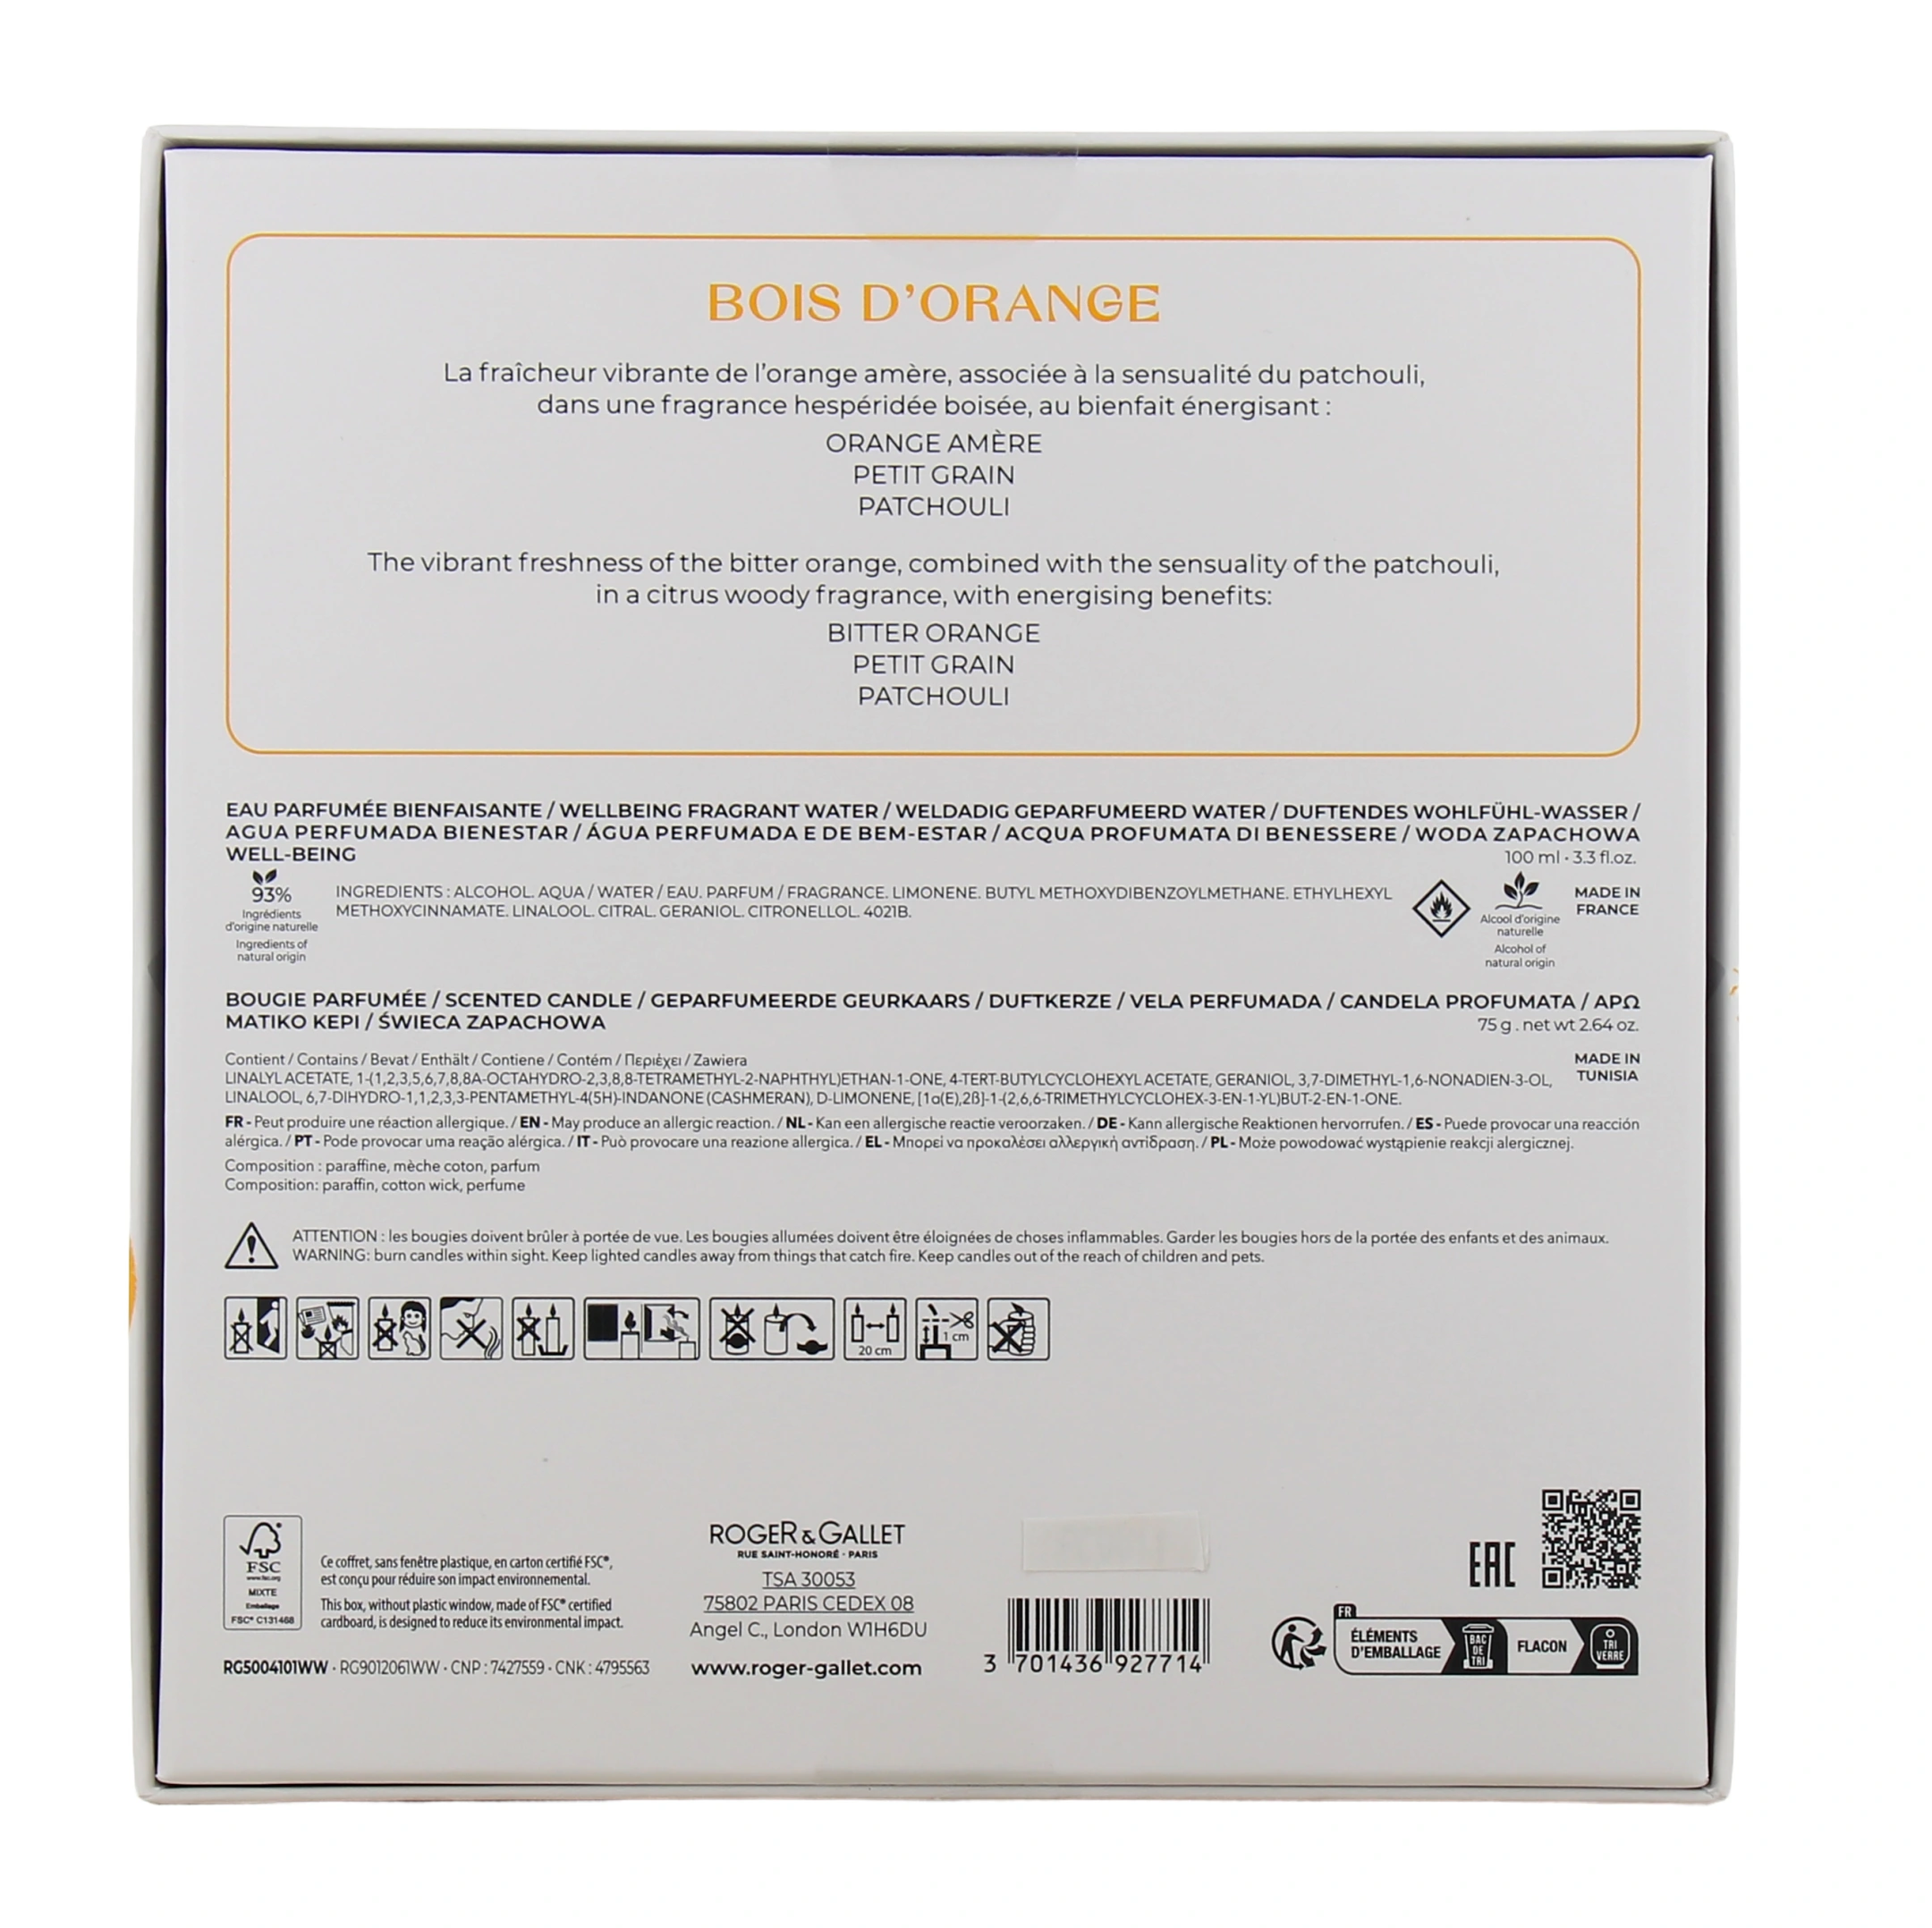 BOIS D'ORANGE
La fraîcheur vibrante de l'orange amère, associée à la sensualité du patchouli,
dans une fragrance hespéridée boisée, au bienfait énergisant :
ORANGE AMÈRE
PETIT GRAIN
PATCHOULI
The vibrant freshness of the bitter orange, combined with the sensuality of the patchouli,
in a citrus woody fragrance, with energising benefits:
BITTER ORANGE
PETIT GRAIN
PATCHOULI
EAU PARFUMÉE BIENFAISANTE / WELLBEING FRAGRANT WATER / WELDADIG GEPARFUMEERD WATER / DUFTENDES WOHLFÜHL-WASSER /
AGUA PERFUMADA BIENESTAR / ÁGUA PERFUMADA E DE BEM-ESTAR / ACQUA PROFUMATA DI BENESSERE / WODA ZAPACHOWA
WELL-BEING
100 ml · 3.3 fl.oz.
93%
Ingrédients
d'origine naturelle
Ingredients of
natural origin
INGREDIENTS : ALCOHOL. AQUA / WATER / EAU. PARFUM / FRAGRANCE. LIMONENE. BUTYL METHOXYDIBENZOYLMETHANE. ETHYLHEXYL
METHOXYCINNAMATE. LINALOOL. CITRAL. GERANIOL. CITRONELLOL. 4021B.
Alcool d'origine
naturelle
Alcohol of
natural origin
MADE IN
FRANCE
BOUGIE PARFUMÉE / SCENTED CANDLE / GEPARFUMEERDE GEURKAARS / DUFTKERZE / VELA PERFUMADA / CANDELA PROFUMATA / ΑΡΩ
ΜΑΤΙΚΟ ΚΕΡΙ / ŚWIECA ZAPACHOWA
75 g . net wt 2.64 oz.
Contient / Contains / Bevat / Enthält / Contiene / Contém / Περιέχει / Zawiera
LINALYL ACETATE, 1-(1,2,3,5,6,7,8,8A-OCTAHYDRO-2,3,8,8-TETRAMETHYL-2-NAPHTHYL)ETHAN-1-ONE, 4-TERT-BUTYLCYCLOHEXYL ACETATE, GERANIOL, 3,7-DIMETHYL-1,6-NONADIEN-3-OL,
LINALOOL, 6,7-DIHYDRO-1,1,2,3,3-PENTAMETHYL-4(5H)-INDANONE (CASHMERAN), D-LIMONENE, [1α(E),2ß]-1-(2,6,6-TRIMETHYLCYCLOHEX-3-EN-1-YL)BUT-2-EN-1-ONE.
MADE IN
TUNISIA
FR - Peut produire une réaction allergique. / EN - May produce an allergic reaction. / NL - Kan een allergische reactie veroorzaken. / DE - Kann allergische Reaktionen hervorrufen. / ES - Puede provocar una reacción
alérgica. / PT - Pode provocar uma reação alérgica. / IT - Può provocare una reazione allergica. / EL - Μπορεί να προκαλέσει αλλεργική αντίδραση. / PL - Może powodować wystąpienie reakcji alergicznej.
Composition : paraffine, mèche coton, parfum
Composition: paraffin, cotton wick, perfume
ATTENTION : les bougies doivent brûler à portée de vue. Les bougies allumées doivent être éloignées de choses inflammables. Garder les bougies hors de la portée des enfants et des animaux.
WARNING: burn candles within sight. Keep lighted candles away from things that catch fire. Keep candles out of the reach of children and pets.
20 cm
1 cm
FSC
www.fsc.org
MIXTE
Emballage
FSC® C131468
Ce coffret, sans fenêtre plastique, en carton certifié FSC®,
est conçu pour réduire son impact environnemental.
This box, without plastic window, made of FSC® certified
cardboard, is designed to reduce its environmental impact.
RG5004101WW · RG9012061WW · CNP : 7427559 · CNK : 4795563
ROGER & GALLET
RUE SAINT-HONORÉ · PARIS
TSA 30053
75802 PARIS CEDEX 08
Angel C., London W1H6DU
www.roger-gallet.com
3 701436 927714
EAC
FR
ÉLÉMENTS
D'EMBALLAGE
BAC
DE
TRI
FLACON
TRI
VERRE